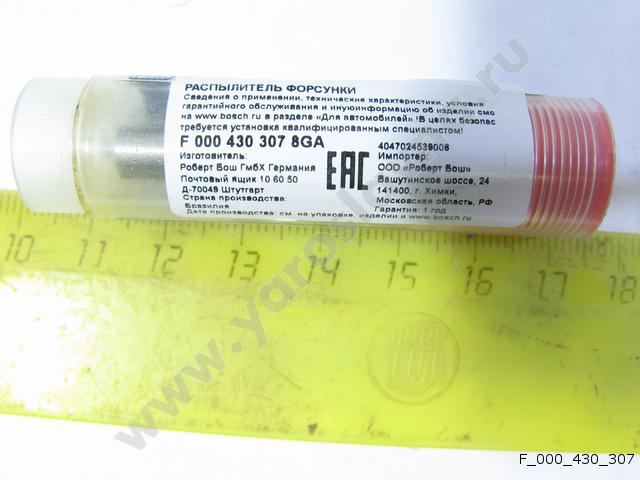 РАСПЫЛИТЕЛЬ ФОРСУНКИ
Сведения о применении, технические характеристики, условия
гарантийного обслуживания и инуюинформацию об изделии смо
на www.bosch.ru в разделе «Для автомобилей».!В целях безопас
требуется установка квалифицированным специалистом!
F 000 430 307 8GA
Изготовитель:
Роберт Бош ГмбХ Германия
Почтовый ящик 10 60 50
Д-70049 Штутгарт
Страна производства:
Бразилия
Дата производства: см. на упаковке, изделии и www.bosch.ru
EAC
4047024539008
Импортер:
ООО «Роберт Бош»
Вашутинское шоссе, 24
141400, г. Химки,
Московская область, РФ
Гарантия: 1 год
10 11 12 13 14 15 16 17 18
F_000_430_307